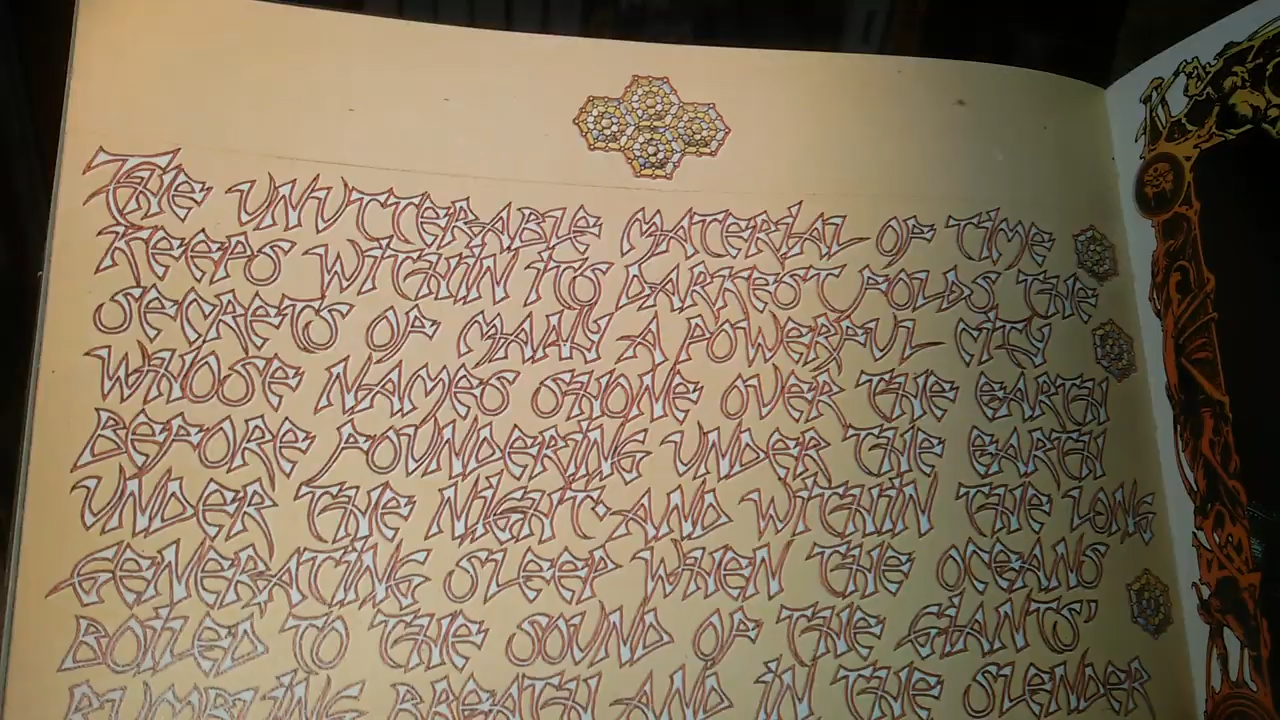 THE UNUTTERABLE MATERIAL OF TIME
KEEPS WITHIN ITS DARKEST FOLDS THE
SECRETS OF MANY A POWERFUL CITY
WHOSE NAMES SHONE OVER THE EARTH
BEFORE FOUNDERING UNDER THE EARTH
UNDER THE NIGHT AND WITHIN THE LONG
GENERATING SLEEP WHEN THE OCEANS
BOILED TO THE SOUND OF THE GIANTS'
RUMBLING BREATH AND IN THE SLENDER